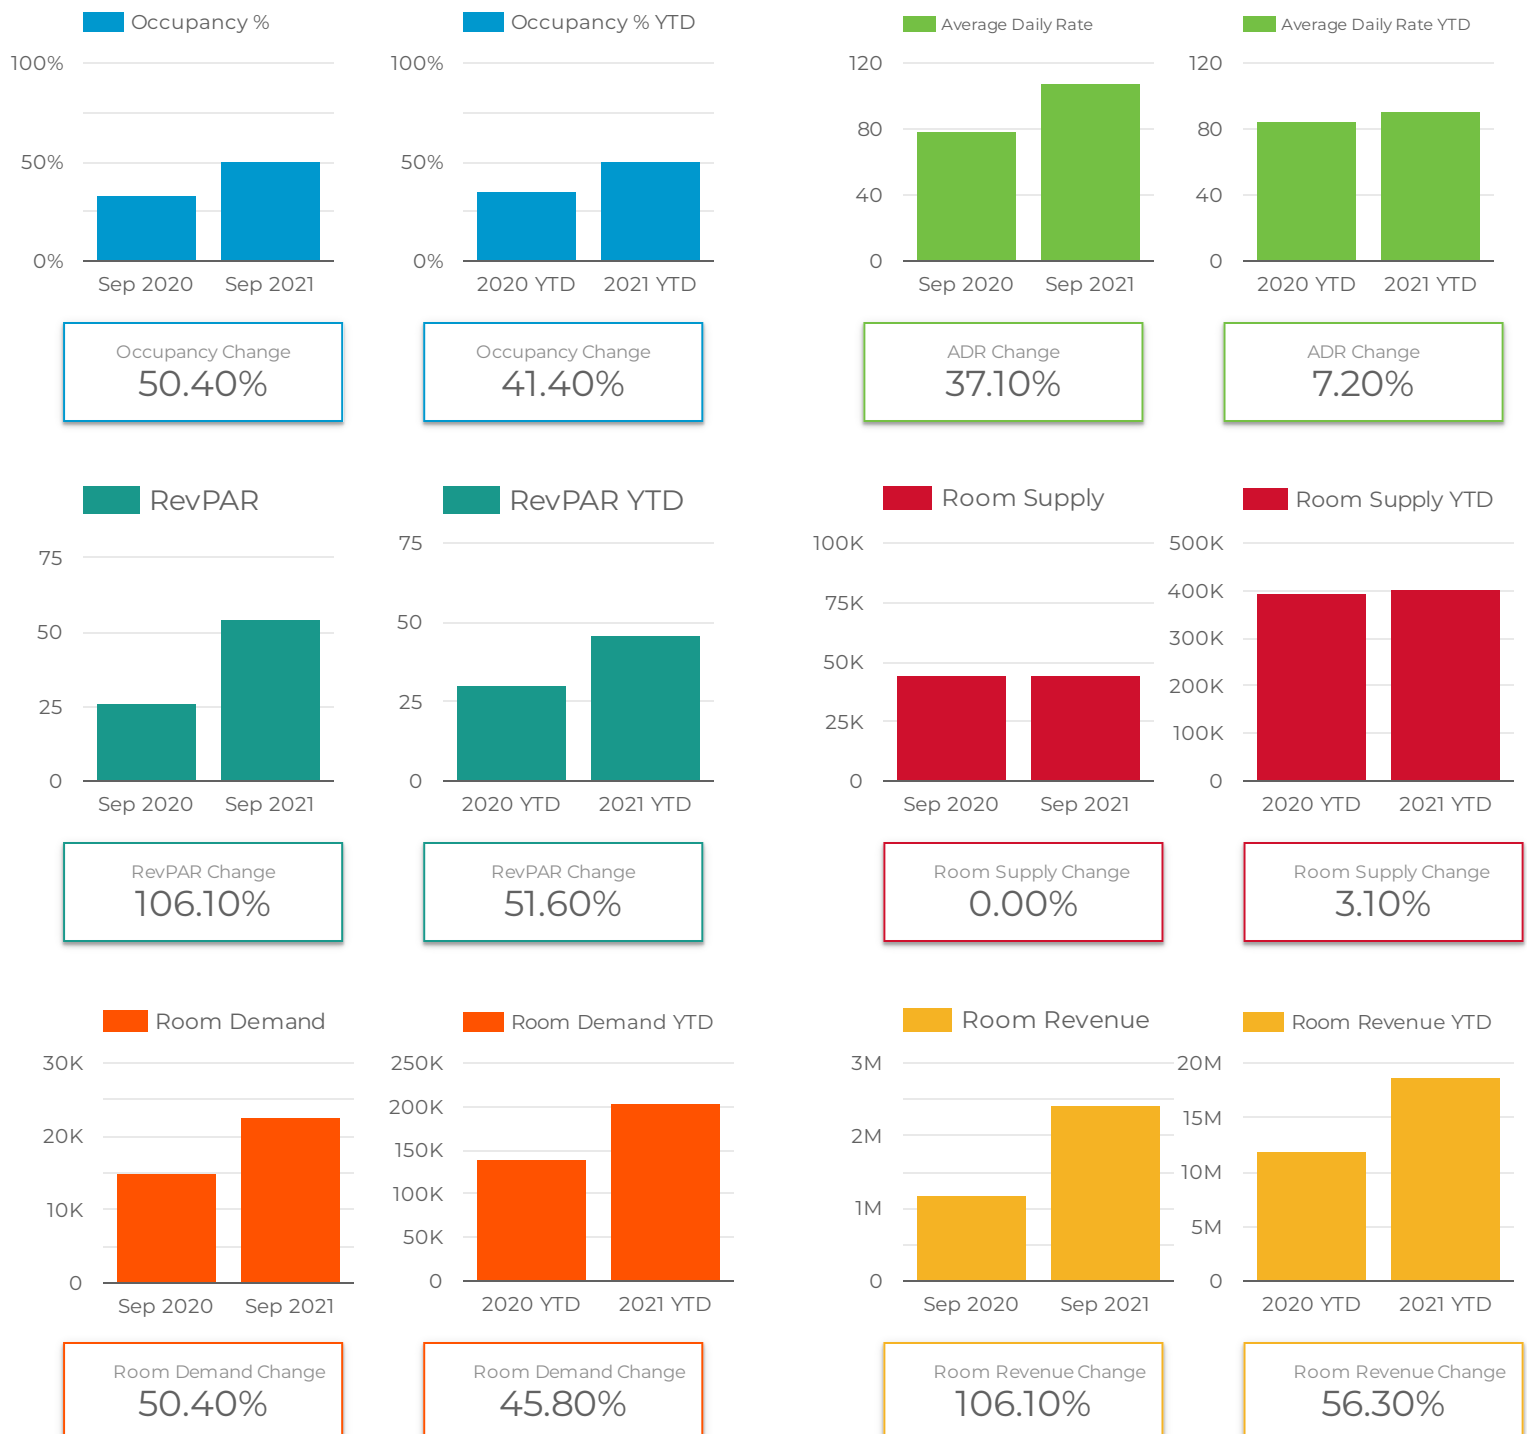 Occupancy %
100%
50%
0%
Sep 2020 Sep 2021
Occupancy Change
50.40%
Occupancy % YTD
100%
50%
0%
2020 YTD 2021 YTD
Occupancy Change
41.40%
Average Daily Rate
120
80
40
0
Sep 2020 Sep 2021
ADR Change
37.10%
Average Daily Rate YTD
120
80
40
0
2020 YTD 2021 YTD
ADR Change
7.20%
RevPAR
75
50
25
0
Sep 2020 Sep 2021
RevPAR Change
106.10%
RevPAR YTD
75
50
25
0
2020 YTD 2021 YTD
RevPAR Change
51.60%
Room Supply
100K
75K
50K
25K
0
Sep 2020 Sep 2021
Room Supply Change
0.00%
Room Supply YTD
500K
400K
300K
200K
100K
0
2020 YTD 2021 YTD
Room Supply Change
3.10%
Room Demand
30K
20K
10K
0
Sep 2020 Sep 2021
Room Demand Change
50.40%
Room Demand YTD
250K
200K
150K
100K
50K
0
2020 YTD 2021 YTD
Room Demand Change
45.80%
Room Revenue
3M
2M
1M
0
Sep 2020 Sep 2021
Room Revenue Change
106.10%
Room Revenue YTD
20M
15M
10M
5M
0
2020 YTD 2021 YTD
Room Revenue Change
56.30%